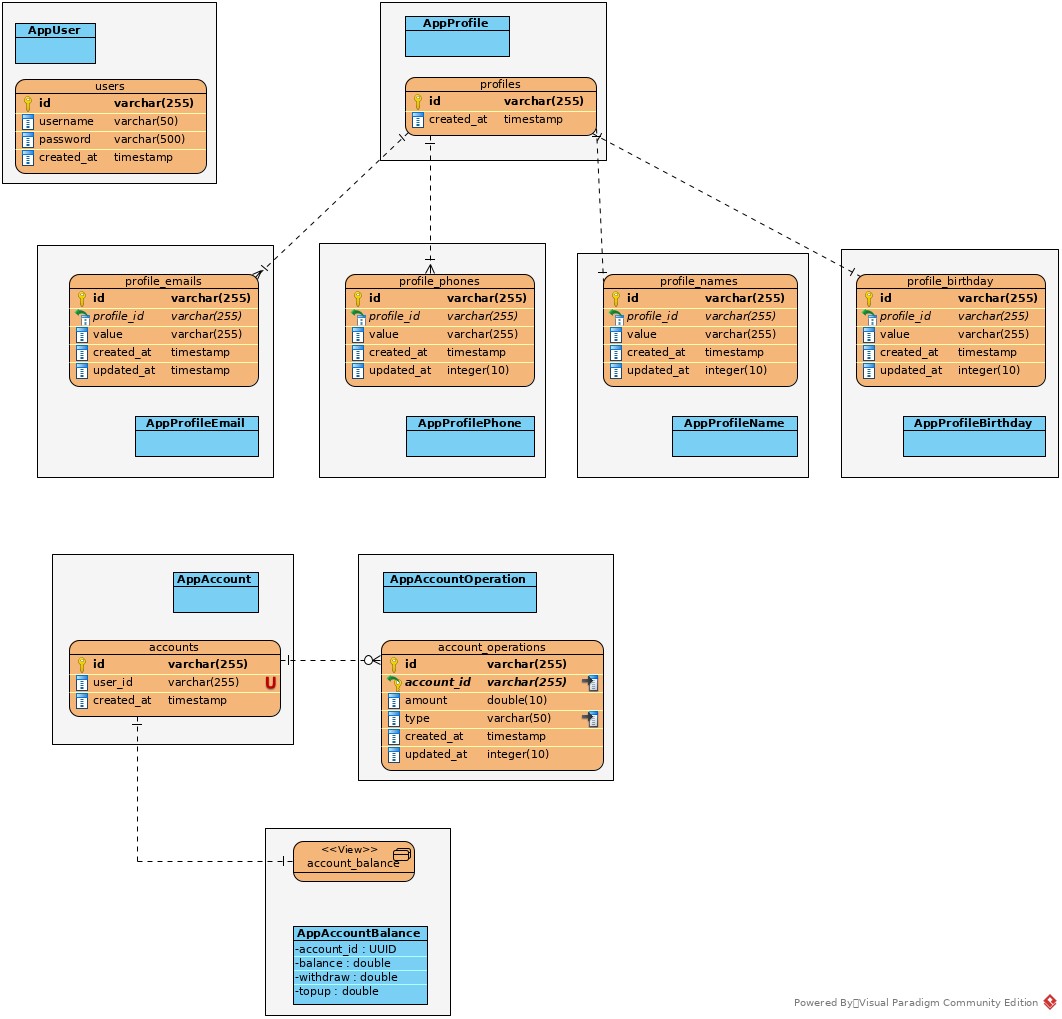 AppUser
users
id varchar(255)
username varchar(50)
password varchar(500)
created_at timestamp
AppProfile
profiles
id varchar(255)
created_at timestamp
profile_emails
id varchar(255)
profile_id varchar(255)
value varchar(255)
created_at timestamp
updated_at timestamp
AppProfileEmail
profile_phones
id varchar(255)
profile_id varchar(255)
value varchar(255)
created_at timestamp
updated_at integer(10)
AppProfilePhone
profile_names
id varchar(255)
profile_id varchar(255)
value varchar(255)
created_at timestamp
updated_at integer(10)
AppProfileName
profile_birthday
id varchar(255)
profile_id varchar(255)
value varchar(255)
created_at timestamp
updated_at integer(10)
AppProfileBirthday
AppAccount
accounts
id varchar(255)
user_id varchar(255) U
created_at timestamp
AppAccountOperation
account_operations
id varchar(255)
account_id varchar(255)
amount double(10)
type varchar(50)
created_at timestamp
updated_at integer(10)
<<View>>
account_balance
AppAccountBalance
-account_id : UUID
-balance : double
-withdraw : double
-topup : double
Powered By Visual Paradigm Community Edition